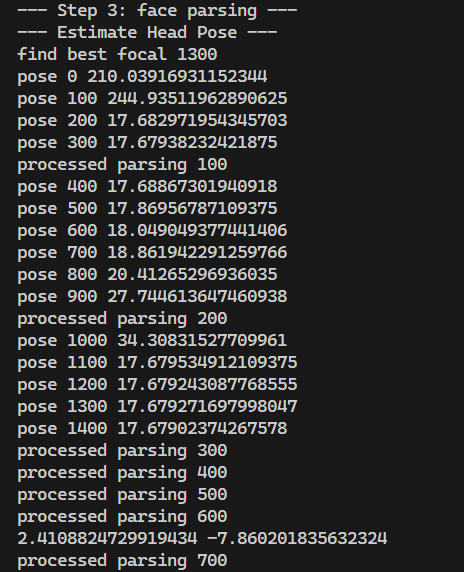 --- Step 3: face parsing ---
--- Estimate Head Pose ---
find best focal 1300
pose 0 210.03916931152344
pose 100 244.93511962890625
pose 200 17.682971954345703
pose 300 17.67938232421875
processed parsing 100
pose 400 17.68867301940918
pose 500 17.86956787109375
pose 600 18.049049377441406
pose 700 18.861942291259766
pose 800 20.41265296936035
pose 900 27.744613647460938
processed parsing 200
pose 1000 34.30831527709961
pose 1100 17.679534912109375
pose 1200 17.679243087768555
pose 1300 17.679271697998047
pose 1400 17.67902374267578
processed parsing 300
processed parsing 400
processed parsing 500
processed parsing 600
2.4108824729919434 -7.860201835632324
processed parsing 700